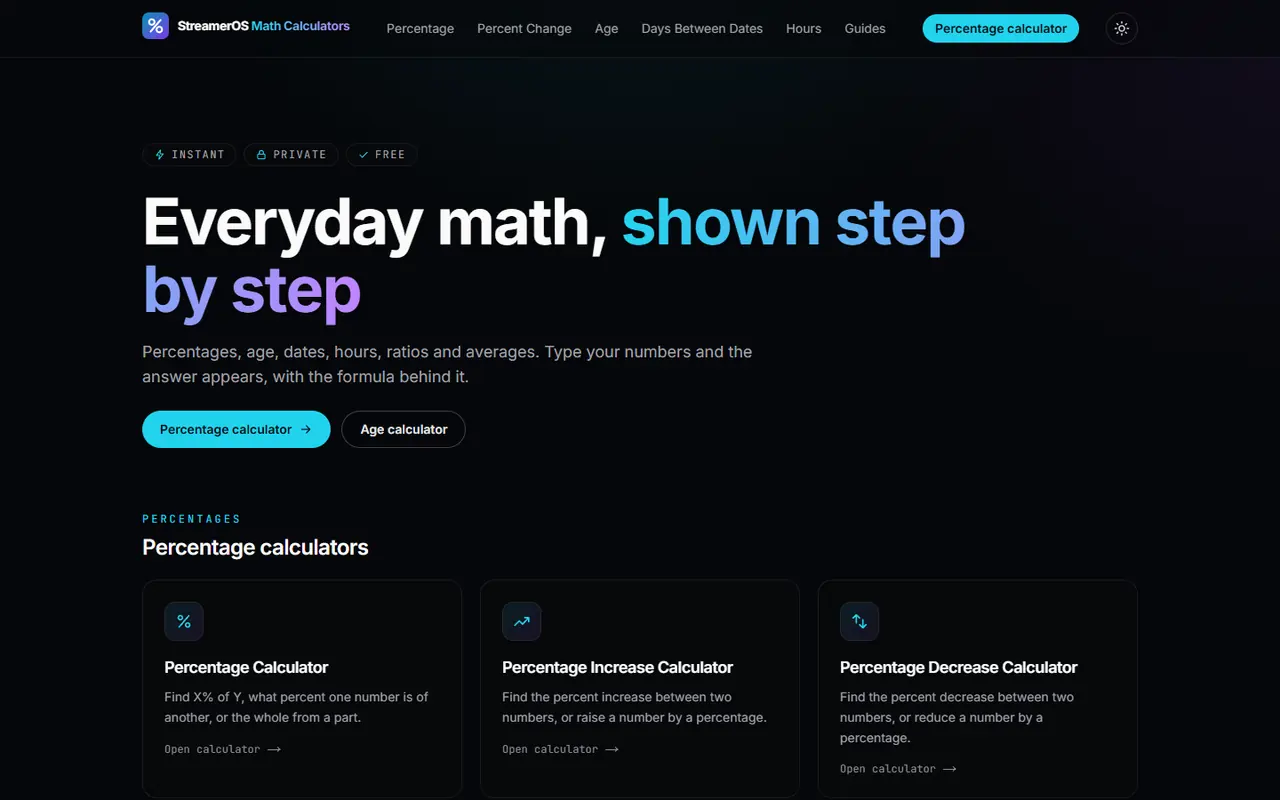 StreamerOS Math Calculators
Percentage
Percent Change
Age
Days Between Dates
Hours
Guides
Percentage calculator
INSTANT
PRIVATE
FREE
Everyday math, shown step
by step
Percentages, age, dates, hours, ratios and averages. Type your numbers and the
answer appears, with the formula behind it.
Percentage calculator →
Age calculator
PERCENTAGES
Percentage calculators
Percentage Calculator
Find X% of Y, what percent one number is of
another, or the whole from a part.
Open calculator →
Percentage Increase Calculator
Find the percent increase between two
numbers, or raise a number by a percentage.
Open calculator →
Percentage Decrease Calculator
Find the percent decrease between two
numbers, or reduce a number by a
percentage.
Open calculator →